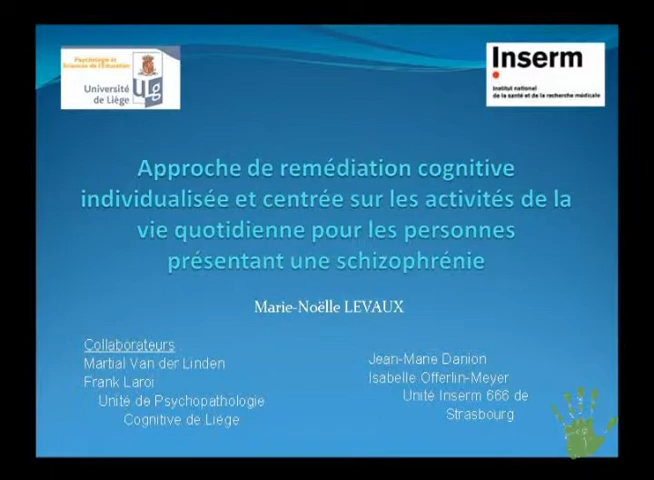 Psychologie et
Sciences de l'Éducation
Université
de Liège
ULg
Inserm
Institut national
de la santé et de la recherche médicale
Approche de remédiation cognitive
individualisée et centrée sur les activités de la
vie quotidienne pour les personnes
présentant une schizophrénie
Marie-Noëlle LEVAUX
Collaborateurs
Martial Van der Linden
Frank Laroi
Unité de Psychopathologie
Cognitive de Liège
Jean-Marie Danion
Isabelle Offerlin-Meyer
Unité Inserm 666 de
Strasbourg